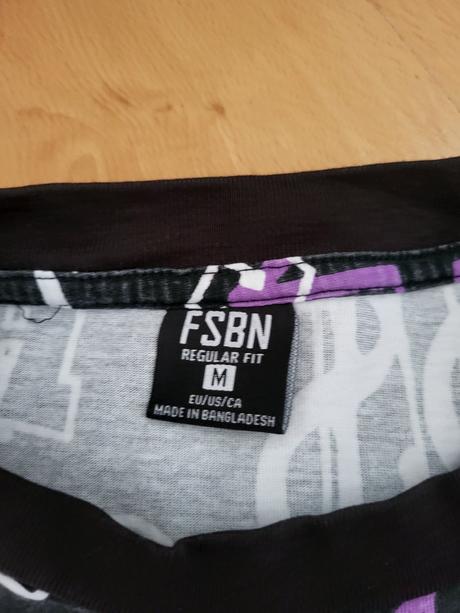 FSBN
REGULAR FIT
M
EU/US/CA
MADE IN BANGLADESH